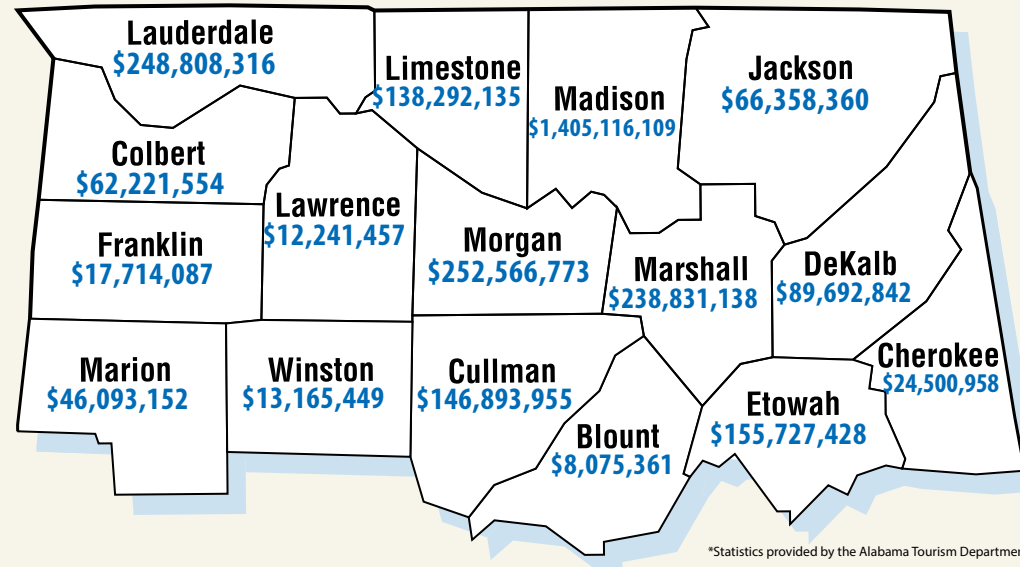 Lauderdale
$248,808,316
Limestone
$138,292,135
Madison
$1,405,116,109
Jackson
$66,358,360
Colbert
$62,221,554
Lawrence
$12,241,457
Franklin
$17,714,087
Morgan
$252,566,773
Marshall
$238,831,138
DeKalb
$89,692,842
Marion
$46,093,152
Winston
$13,165,449
Cullman
$146,893,955
Cherokee
$24,500,958
Etowah
$155,727,428
Blount
$8,075,361
*Statistics provided by the Alabama Tourism Departmen